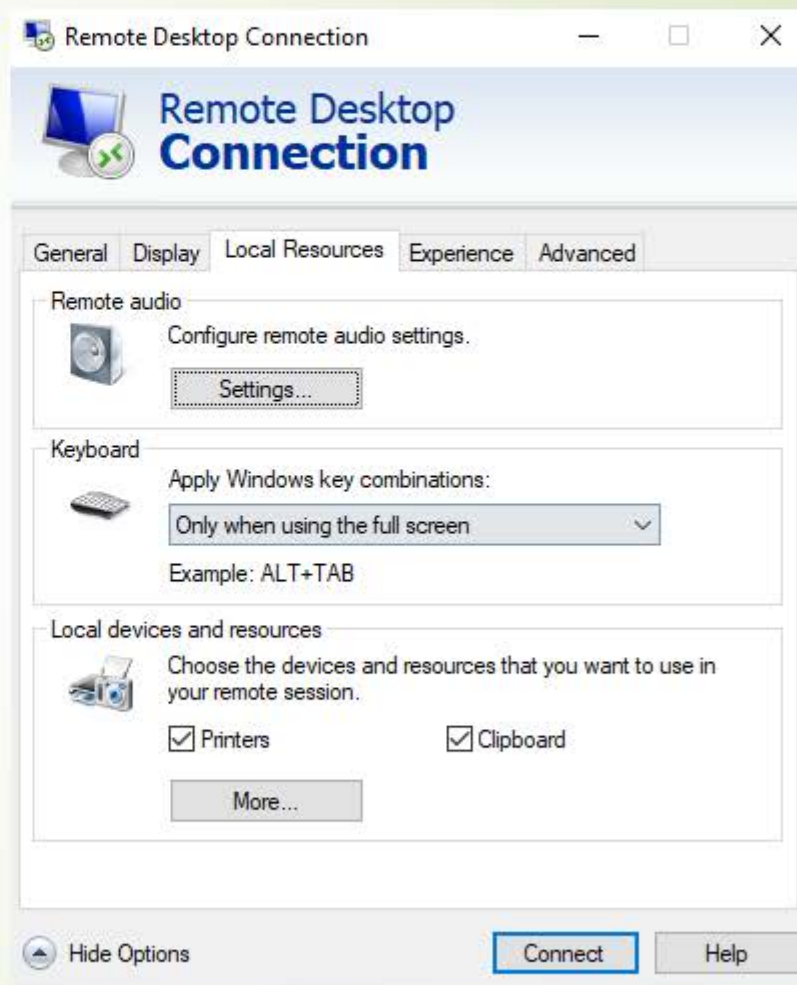 Remote Desktop Connection
Remote Desktop
Connection
General Display Local Resources Experience Advanced
Remote audio
Configure remote audio settings.
Settings...
Keyboard
Apply Windows key combinations:
Only when using the full screen
Example: ALT+TAB
Local devices and resources
Choose the devices and resources that you want to use in
your remote session.
Printers Clipboard
More...
Hide Options Connect Help